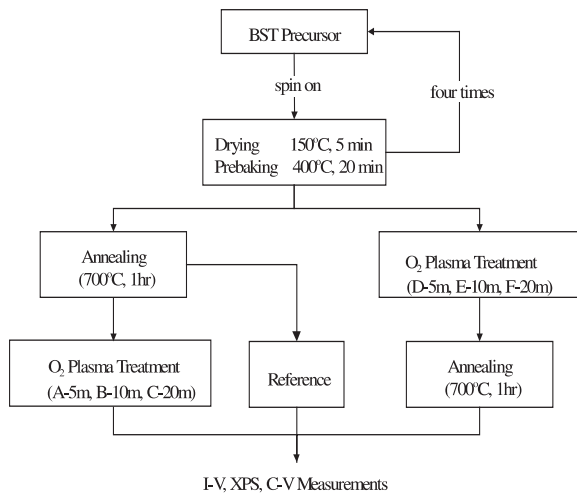 BST Precursor
spin on
four times
Drying 150°C, 5 min
Prebaking 400°C, 20 min
Annealing
(700°C, 1hr)
O₂ Plasma Treatment
(D-5m, E-10m, F-20m)
O₂ Plasma Treatment
(A-5m, B-10m, C-20m)
Reference
Annealing
(700°C, 1hr)
I-V, XPS, C-V Measurements